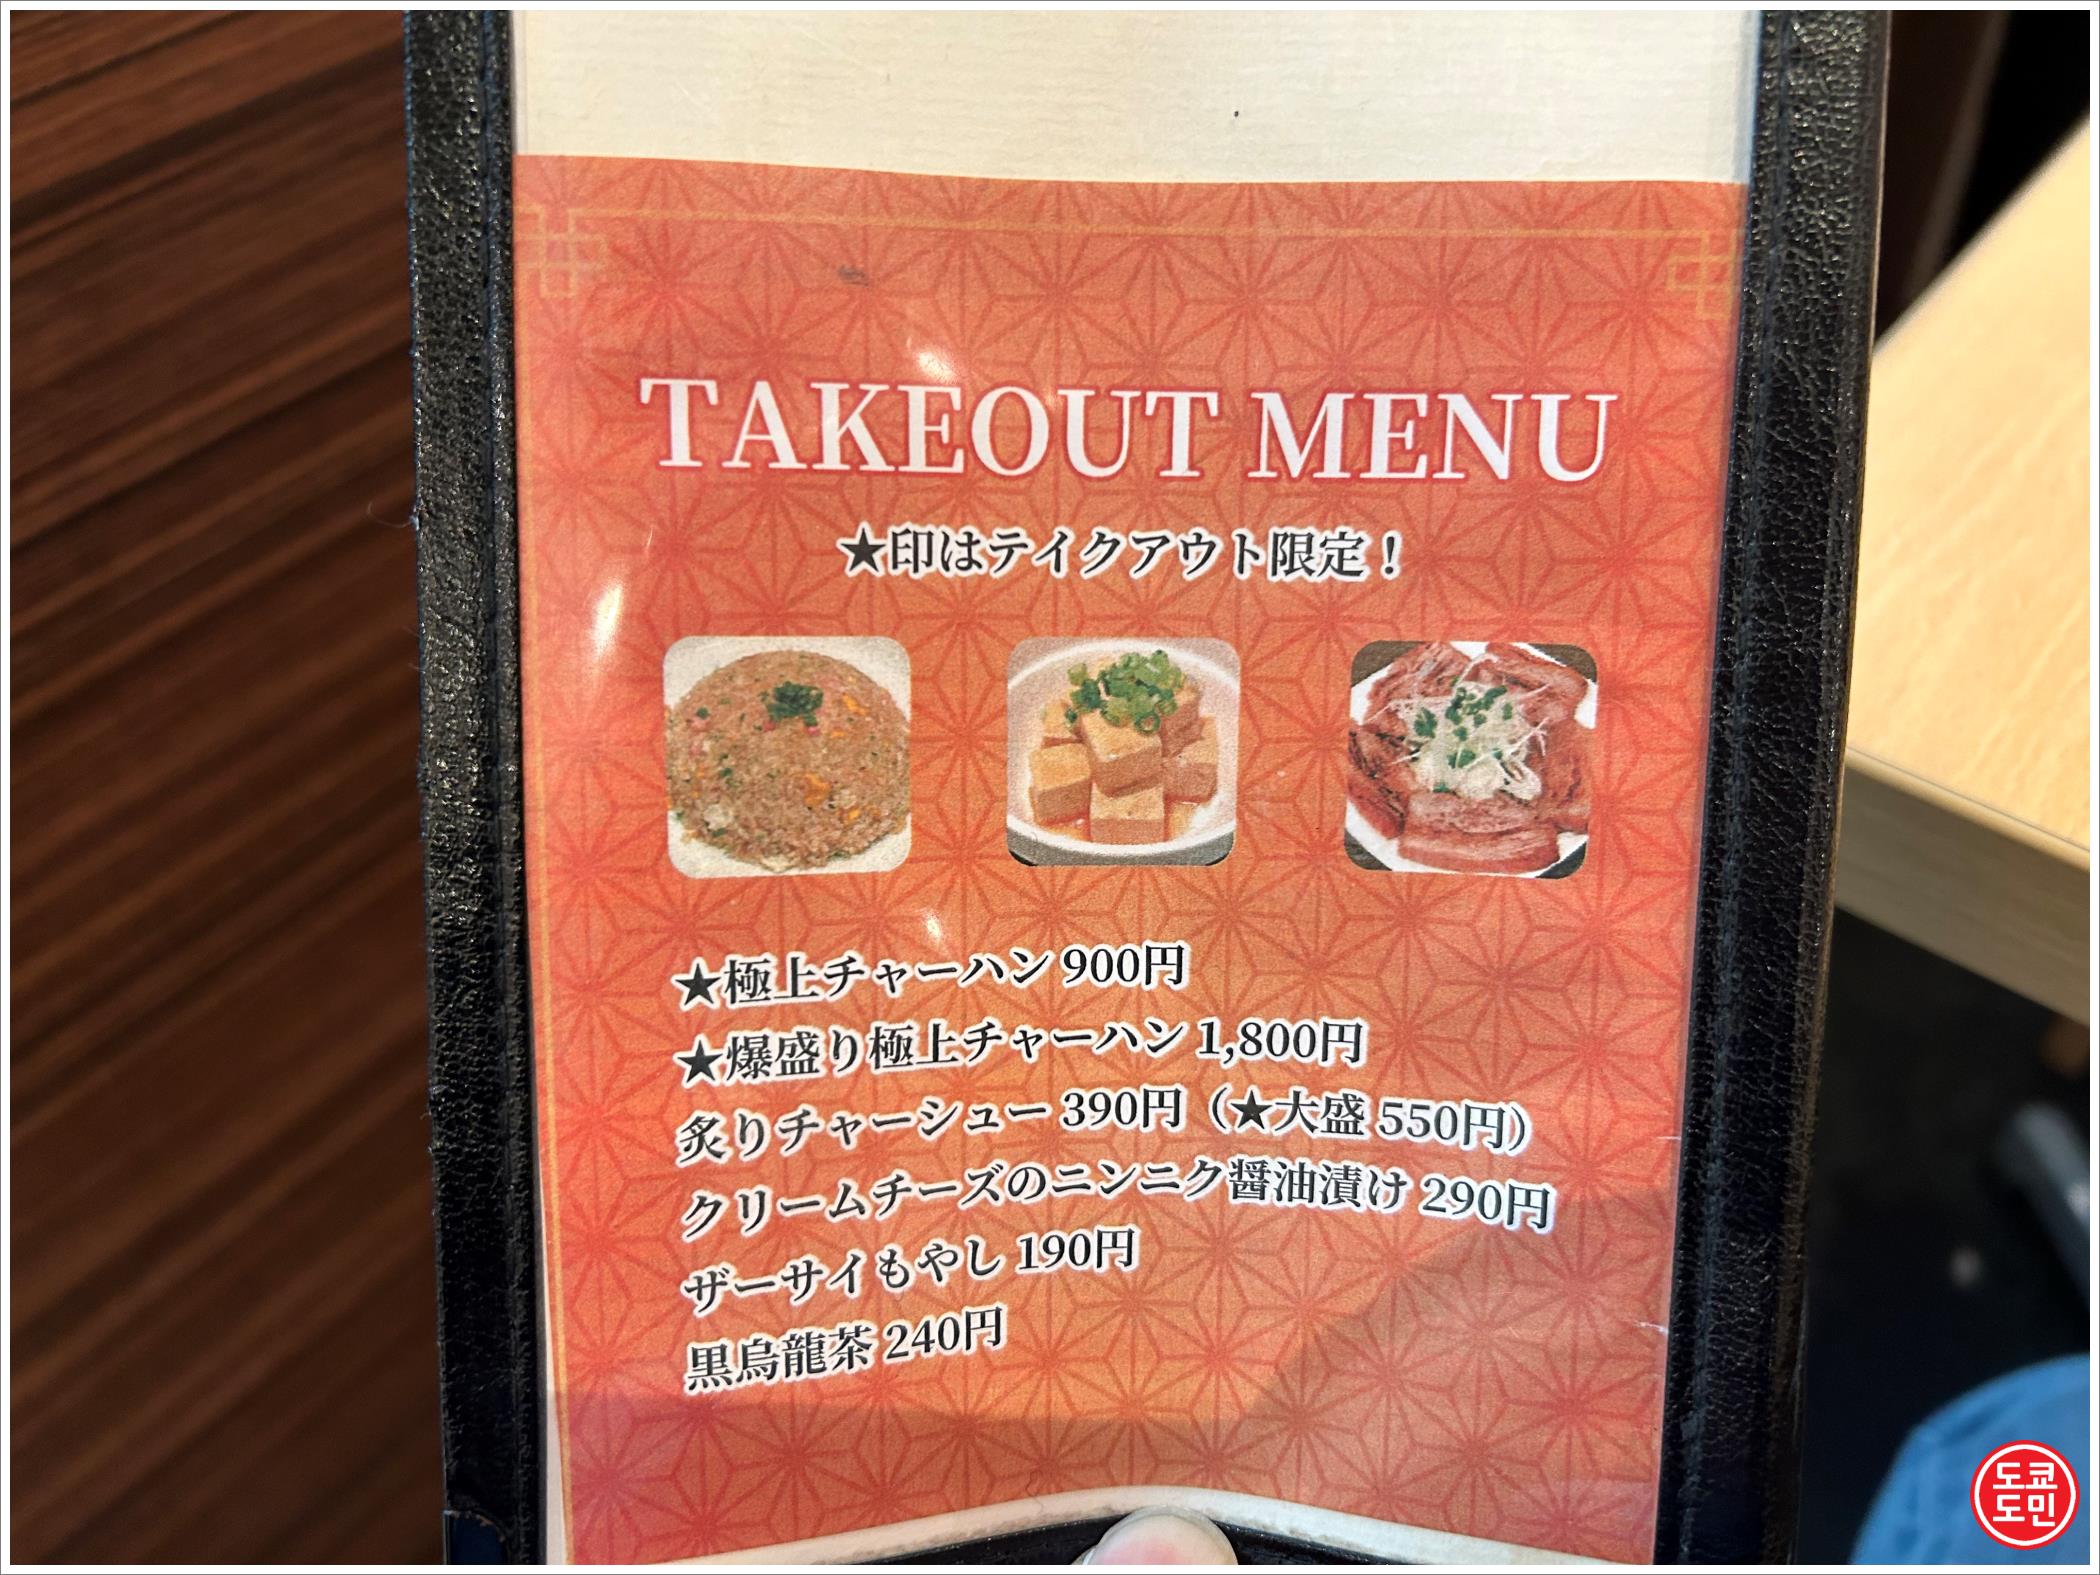 TAKEOUT MENU
★印はテイクアウト限定！
★極上チャーハン 900円
★爆盛り極上チャーハン 1,800円
炙りチャーシュー 390円（★大盛 550円）
クリームチーズのニンニク醤油漬け 290円
ザーサイもやし 190円
黒烏龍茶 240円
도쿄
도민